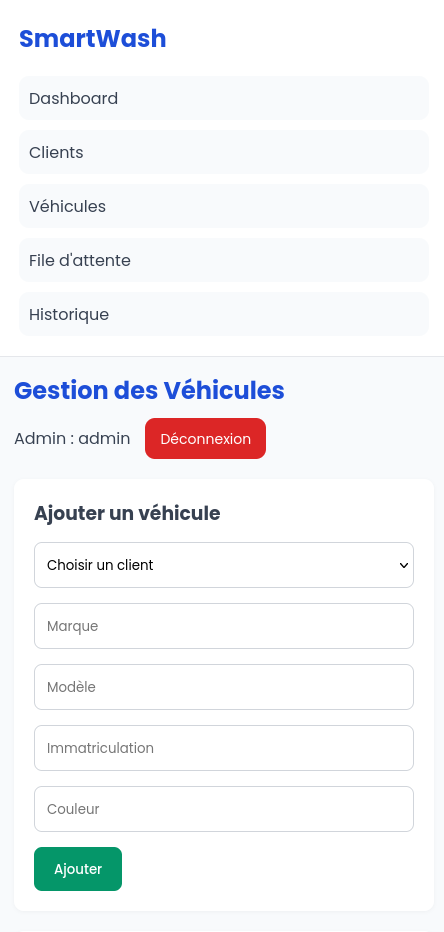 SmartWash
Dashboard
Clients
Véhicules
File d'attente
Historique
Gestion des Véhicules
Admin : admin
Déconnexion
Ajouter un véhicule
Choisir un client
Marque
Modèle
Immatriculation
Couleur
Ajouter